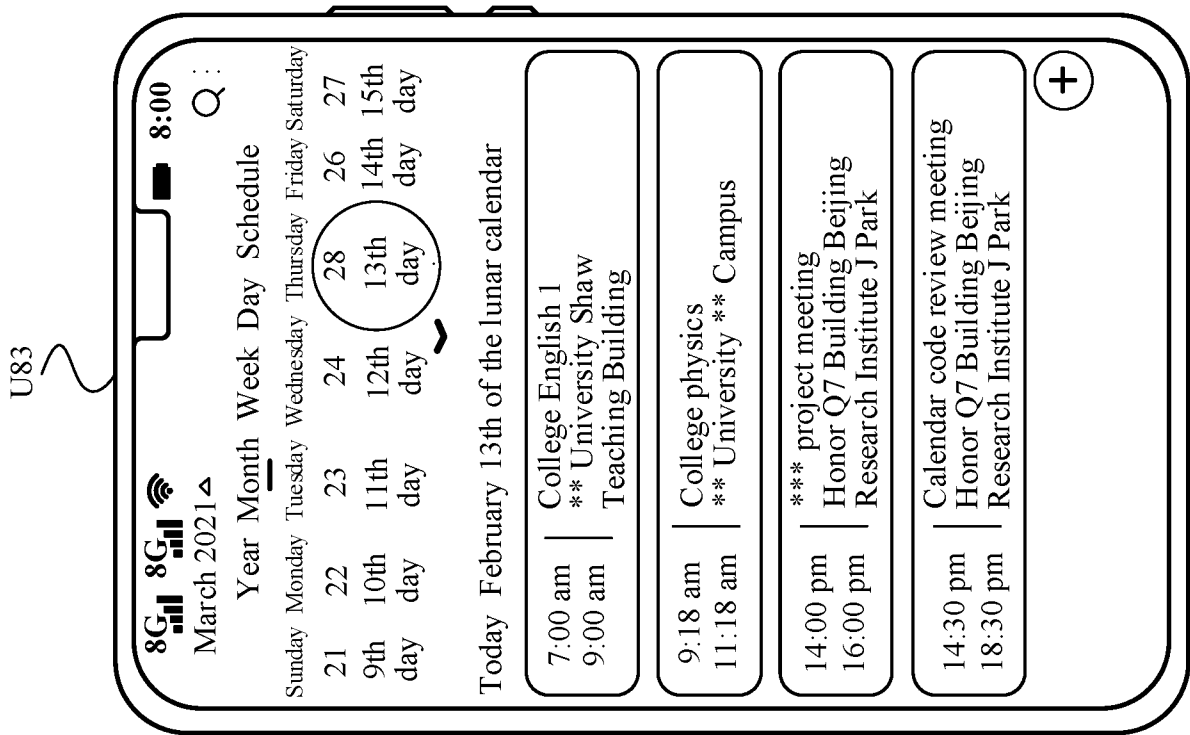 U83
8G 8G 8:00
March 2021
Year Month Week Day Schedule
Sunday Monday Tuesday Wednesday Thursday Friday Saturday
21 22 23 24 28 26 27
9th 10th 11th 12th 13th 14th 15th
day day day day day day day
Today February 13th of the lunar calendar
7:00 am College English 1
9:00 am ** University Shaw
Teaching Building
9:18 am College physics
11:18 am ** University ** Campus
*** project meeting
14:00 pm Honor Q7 Building Beijing
16:00 pm Research Institute J Park
Calendar code review meeting
14:30 pm Honor Q7 Building Beijing
18:30 pm Research Institute J Park
+